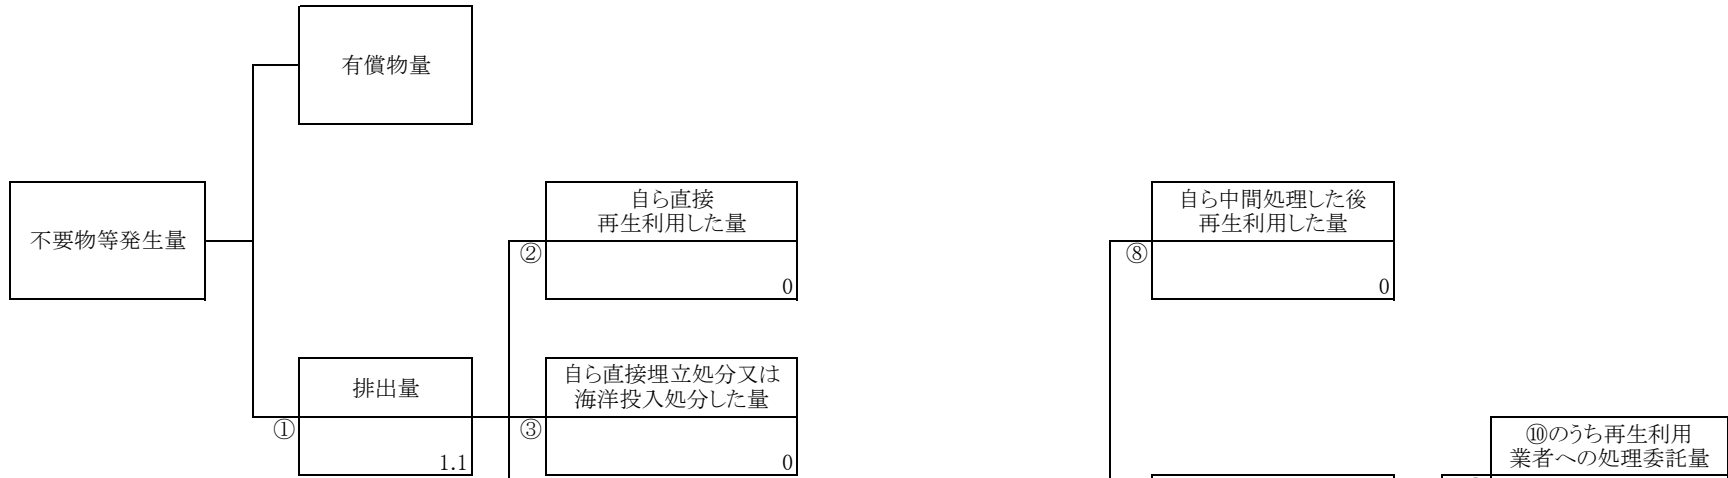 有償物量
不要物等発生量
自ら直接
再生利用した量
②
0
自ら中間処理した後
再生利用した量
⑧
0
排出量
①
1.1
自ら直接埋立処分又は
海洋投入処分した量
③
0
⑩のうち再生利用
業者への処理委託量